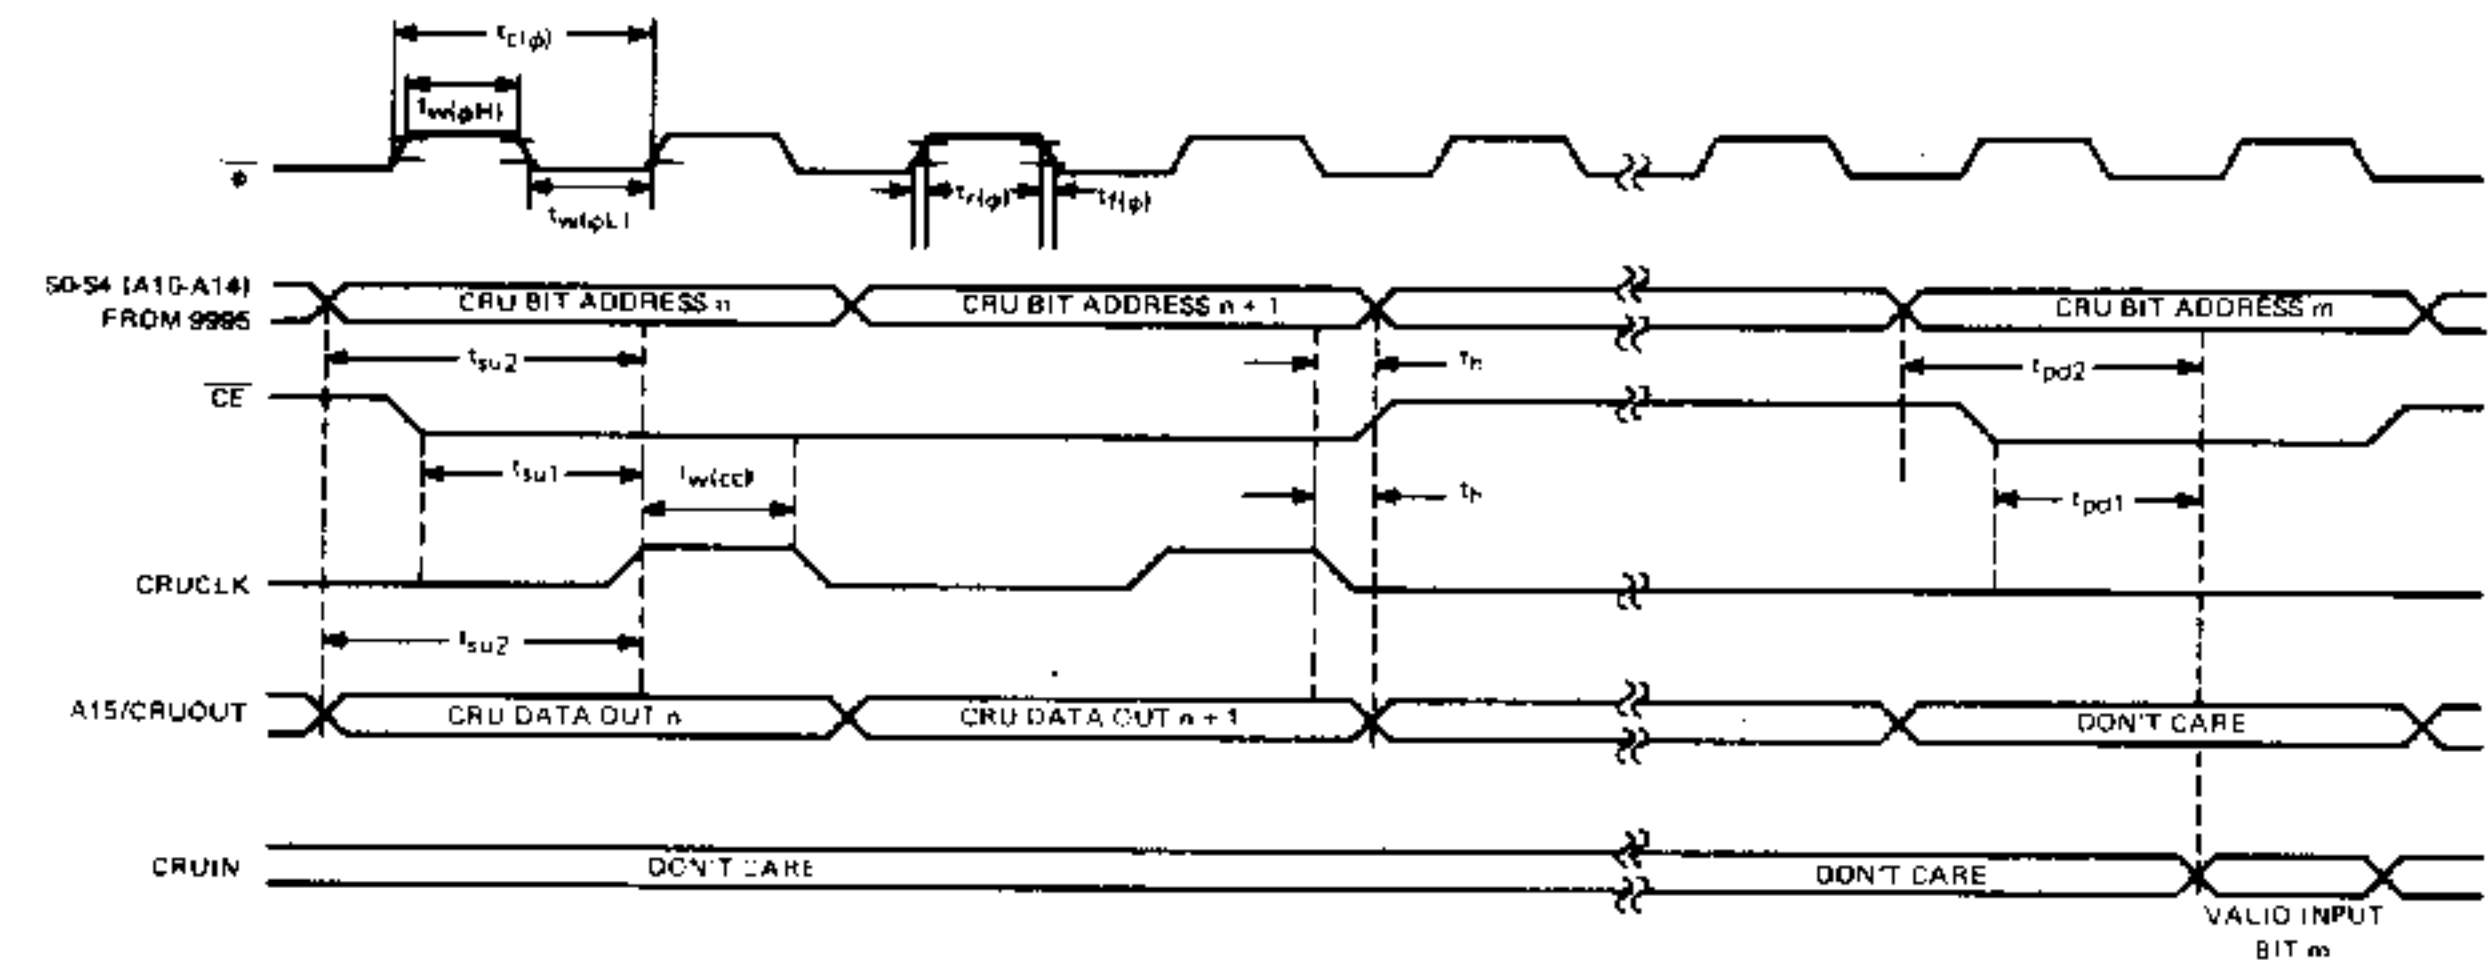 tc(φ)
tw(φH)
φ
tw(φL)
tr(φ)
tf(φ)
S0-S4 (A10-A14)
FROM 9995
CRU BIT ADDRESS n
CRU BIT ADDRESS n + 1
CRU BIT ADDRESS m
tsu2
th
tpd2
CE
tsu1
tw(cc)
th
tpd1
CRUCLK
tsu2
A15/CRUOUT
CRU DATA OUT n
CRU DATA OUT n + 1
DON'T CARE
CRUIN
DON'T CARE
DON'T CARE
VALID INPUT
BIT m